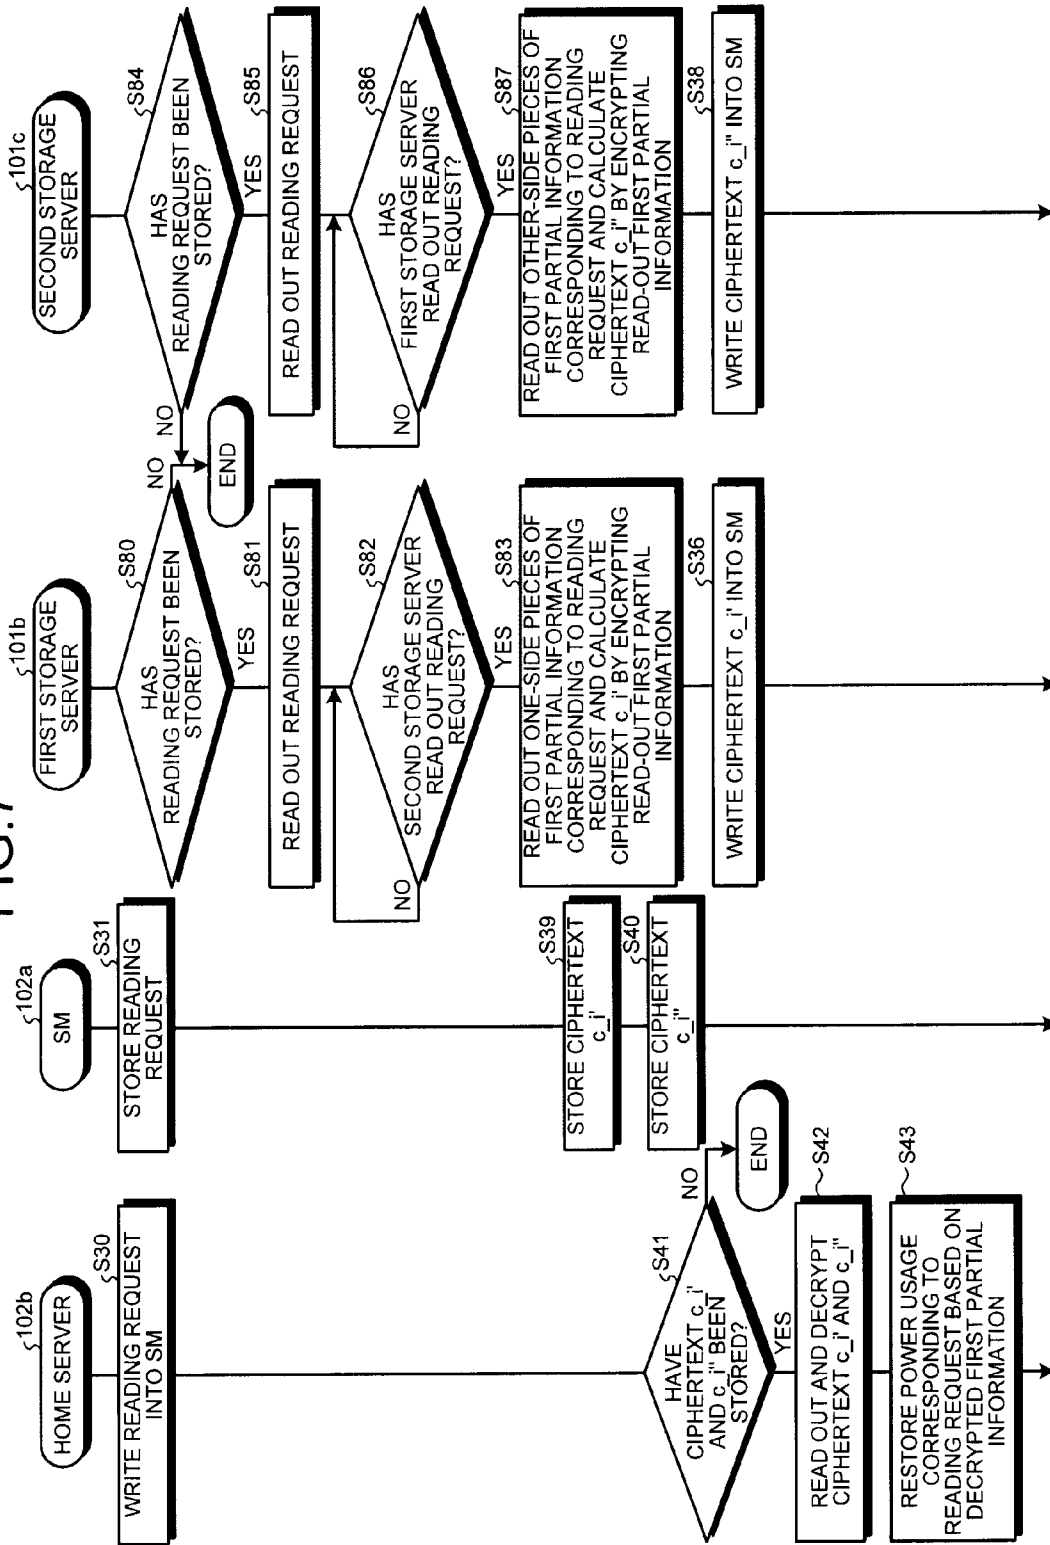 FIG.7
102b
HOME SERVER
S30
WRITE READING REQUEST
INTO SM
S41
HAVE
CIPHERTEXT c_i'
AND c_i" BEEN
STORED?
NO
END
YES
S42
READ OUT AND DECRYPT
CIPHERTEXT c_i' AND c_i"
S43
RESTORE POWER USAGE
CORRESPONDING TO
READING REQUEST BASED ON
DECRYPTED FIRST PARTIAL
INFORMATION
102a
SM
S31
STORE READING
REQUEST
S39
STORE CIPHERTEXT
c_i'
S40
STORE CIPHERTEXT
c_i"
101b
FIRST STORAGE
SERVER
S80
HAS
READING REQUEST BEEN
STORED?
NO
END
YES
S81
READ OUT READING REQUEST
S82
HAS
SECOND STORAGE SERVER
READ OUT READING
REQUEST?
NO
YES
S83
READ OUT ONE-SIDE PIECES OF
FIRST PARTIAL INFORMATION
CORRESPONDING TO READING
REQUEST AND CALCULATE
CIPHERTEXT c_i' BY ENCRYPTING
READ-OUT FIRST PARTIAL
INFORMATION
S36
WRITE CIPHERTEXT c_i' INTO SM
101c
SECOND STORAGE
SERVER
S84
HAS
READING REQUEST BEEN
STORED?
NO
YES
S85
READ OUT READING REQUEST
S86
HAS
FIRST STORAGE SERVER
READ OUT READING
REQUEST?
NO
YES
S87
READ OUT OTHER-SIDE PIECES OF
FIRST PARTIAL INFORMATION
CORRESPONDING TO READING
REQUEST AND CALCULATE
CIPHERTEXT c_i" BY ENCRYPTING
READ-OUT FIRST PARTIAL
INFORMATION
S38
WRITE CIPHERTEXT c_i" INTO SM